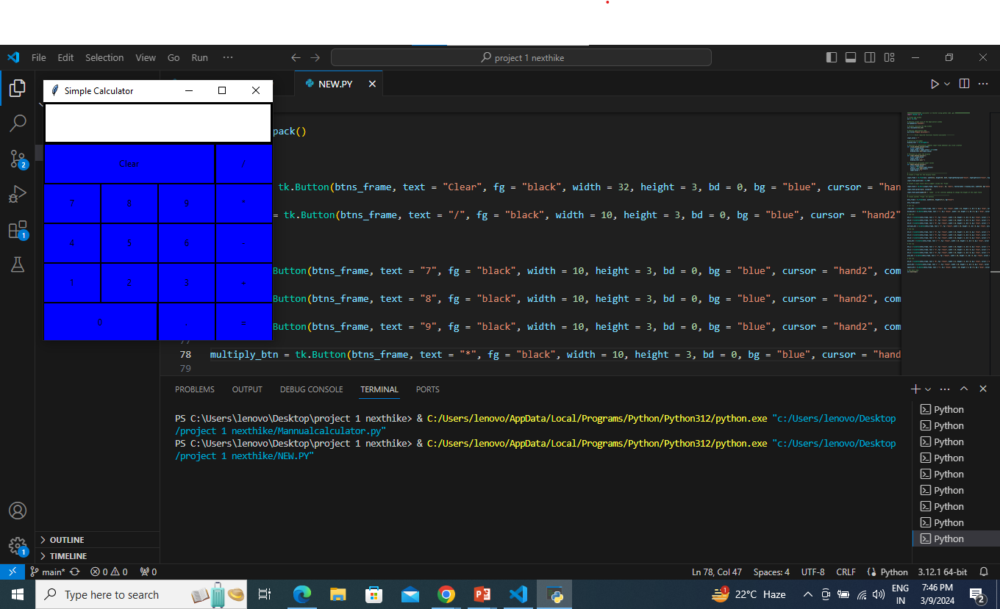 File Edit Selection View Go Run ···
project 1 nexthike
NEW.PY
Simple Calculator
Clear /
7 8 9 *
4 5 6 -
1 2 3
0 .
pack()
tk.Button(btns_frame, text = "Clear", fg = "black", width = 32, height = 3, bd = 0, bg = "blue", cursor = "han
= tk.Button(btns_frame, text = "/", fg = "black", width = 10, height = 3, bd = 0, bg = "blue", cursor = "hand2"
Button(btns_frame, text = "7", fg = "black", width = 10, height = 3, bd = 0, bg = "blue", cursor = "hand2", com
Button(btns_frame, text = "8", fg = "black", width = 10, height = 3, bd = 0, bg = "blue", cursor = "hand2", com
Button(btns_frame, text = "9", fg = "black", width = 10, height = 3, bd = 0, bg = "blue", cursor = "hand2", com
77
78 multiply_btn = tk.Button(btns_frame, text = "*", fg = "black", width = 10, height = 3, bd = 0, bg = "blue", cursor = "hand
79
PROBLEMS OUTPUT DEBUG CONSOLE TERMINAL PORTS
PS C:\Users\lenovo\Desktop\project 1 nexthike> & C:/Users/lenovo/AppData/Local/Programs/Python/Python312/python.exe "c:/Users/lenovo/Desktop
/project 1 nexthike/Mannualcalculator.py"
PS C:\Users\lenovo\Desktop\project 1 nexthike> & C:/Users/lenovo/AppData/Local/Programs/Python/Python312/python.exe "c:/Users/lenovo/Desktop
/project 1 nexthike/NEW.PY"
Python
Python
Python
Python
Python
Python
Python
Python
Python
2
1
1
OUTLINE
TIMELINE
main* 0 0 0 Ln 78, Col 47 Spaces: 4 UTF-8 CRLF Python 3.12.1 64-bit
Type here to search
1 22°C Haze
ENG
IN
7:46 PM
3/9/2024
2